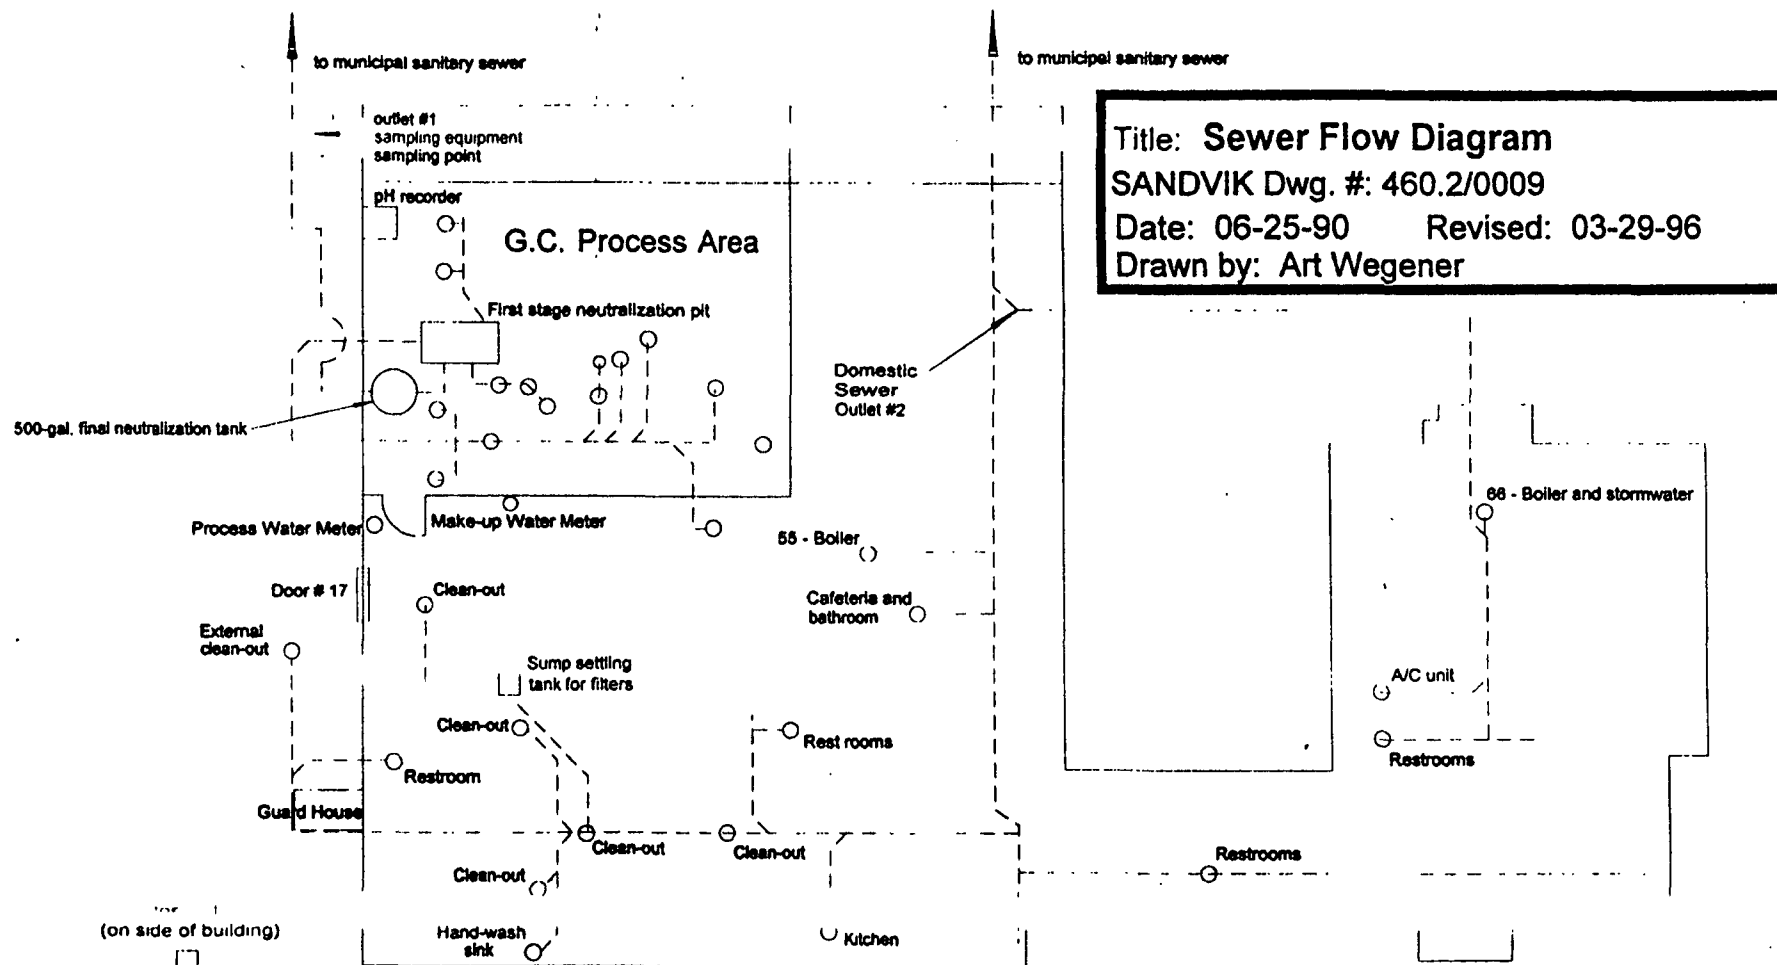 to municipal sanitary sewer
to municipal sanitary sewer
outlet #1
sampling equipment
sampling point
Title: Sewer Flow Diagram
SANDVIK Dwg. #: 460.2/0009
Date: 06-25-90 Revised: 03-29-96
Drawn by: Art Wegener
pH recorder
G.C. Process Area
First stage neutralization pit
Domestic
Sewer
Outlet #2
500-gal, final neutralization tank
Process Water Meter
Make-up Water Meter
55 - Boiler
66 - Boiler and stormwater
Door # 17
Clean-out
Cafeteria and
bathroom
External
clean-out
Sump settling
tank for filters
A/C unit
Clean-out
Rest rooms
Restroom
Restrooms
Guard House
Clean-out
Clean-out
Restrooms
Clean-out
(on side of building)
Hand-wash
sink
Kitchen